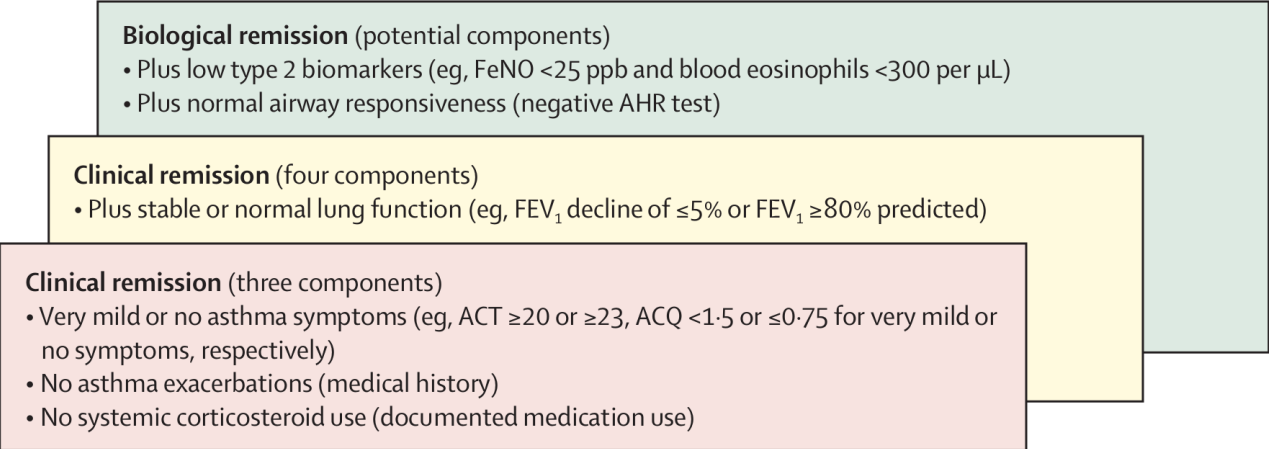 Biological remission (potential components)
• Plus low type 2 biomarkers (eg, FeNO <25 ppb and blood eosinophils <300 per µL)
• Plus normal airway responsiveness (negative AHR test)
Clinical remission (four components)
• Plus stable or normal lung function (eg, FEV₁ decline of ≤5% or FEV₁ ≥80% predicted)
Clinical remission (three components)
• Very mild or no asthma symptoms (eg, ACT ≥20 or ≥23, ACQ <1·5 or ≤0·75 for very mild or
no symptoms, respectively)
• No asthma exacerbations (medical history)
• No systemic corticosteroid use (documented medication use)